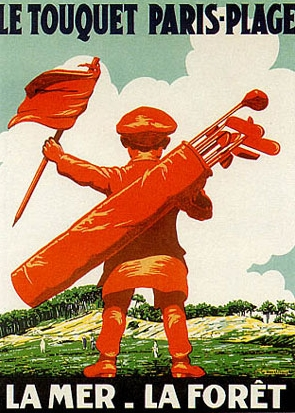 LE TOUQUET PARIS-PLAGE
LA MER - LA FORÊT